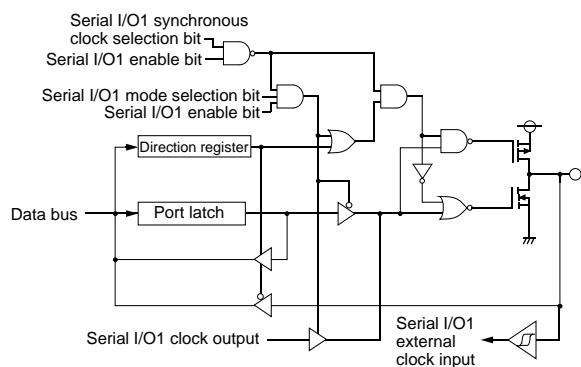 Serial I/O1 synchronous
clock selection bit
Serial I/O1 enable bit
Serial I/O1 mode selection bit
Serial I/O1 enable bit
Direction register
Data bus
Port latch
Serial I/O1 clock output
Serial I/O1
external
clock input